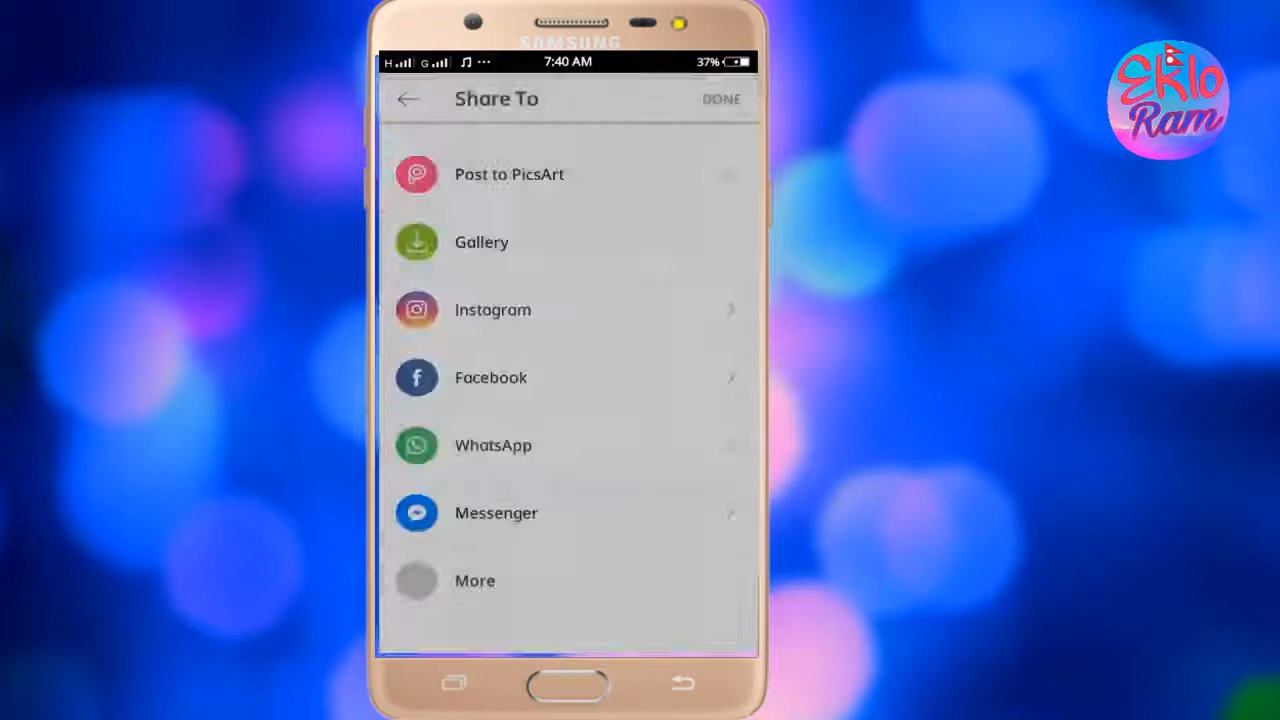 SAMSUNG
H G 7:40 AM 37%
Share To DONE
Post to PicsArt
Gallery
Instagram
Facebook
WhatsApp
Messenger
More
Eklo
Ram